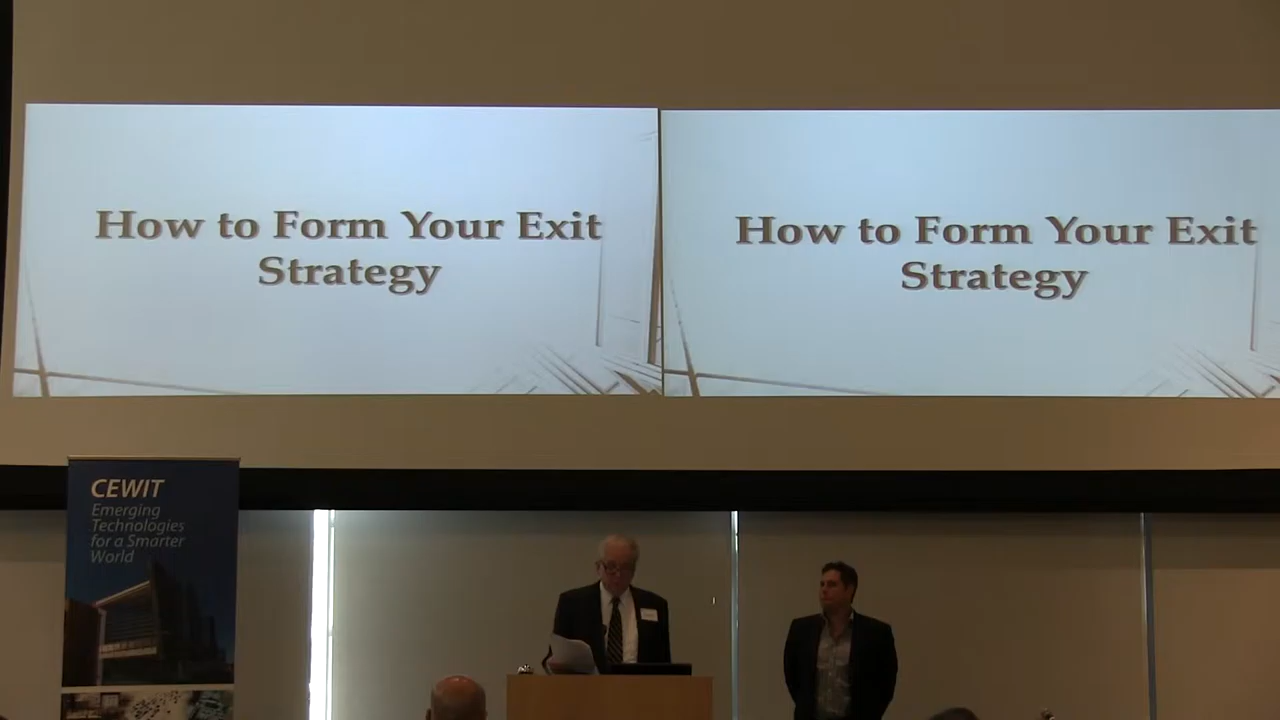 How to Form Your Exit
Strategy
How to Form Your Exit
Strategy
CEWIT
Emerging
Technologies
for a Smarter
World